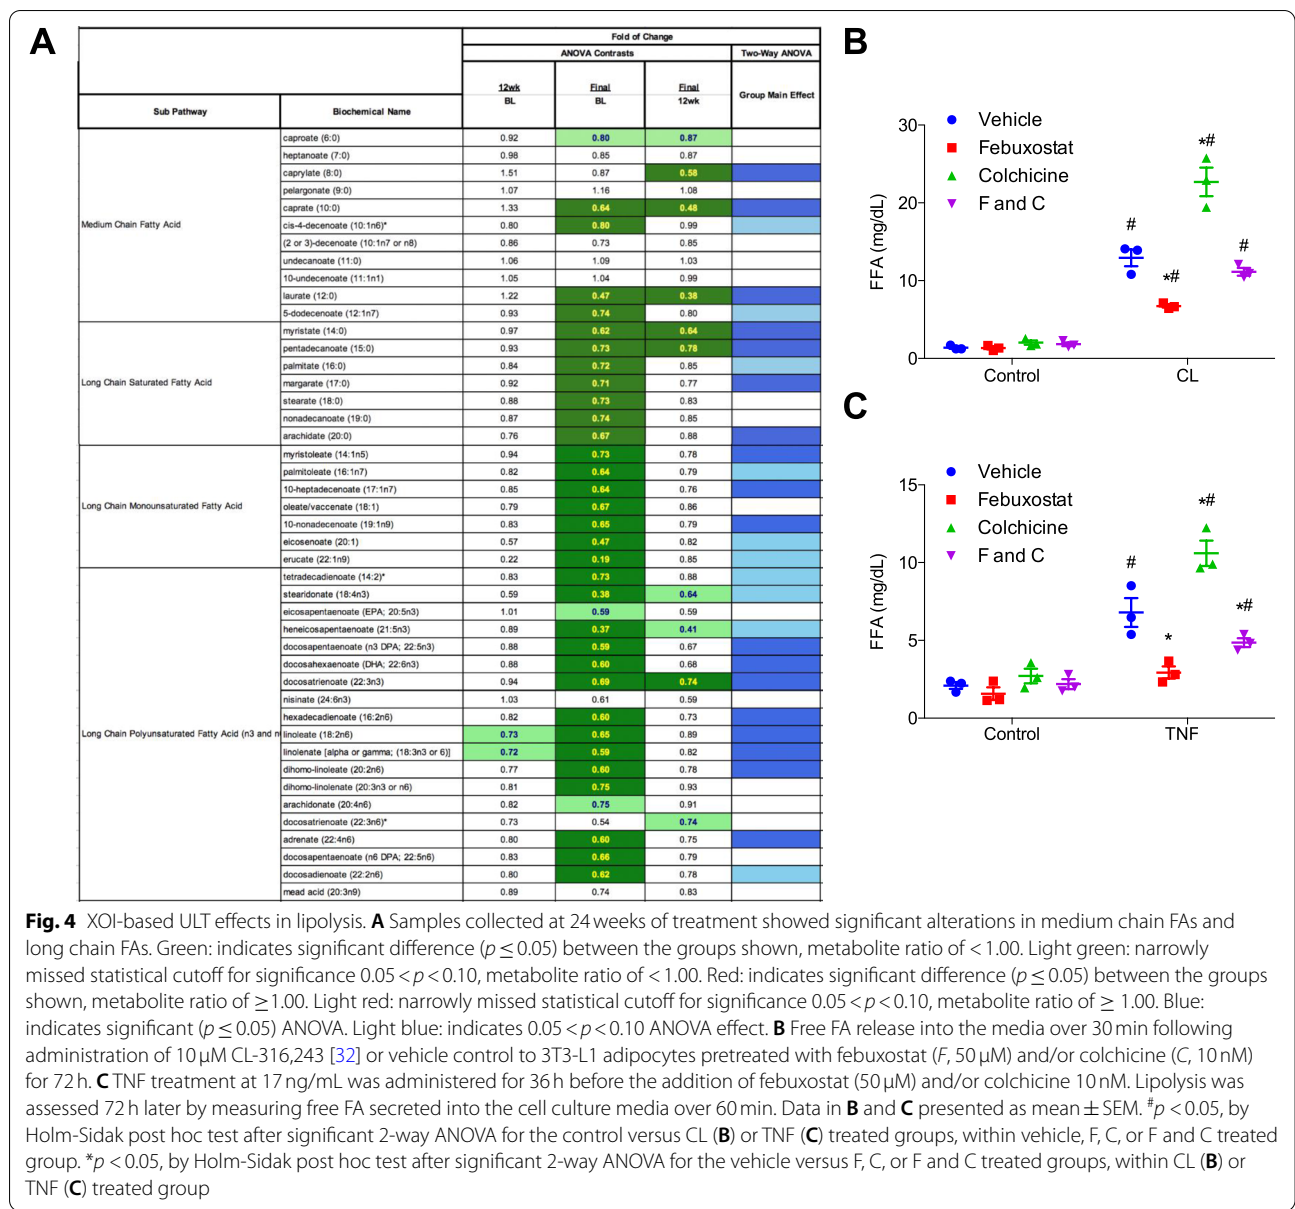 A
Fold of Change
ANOVA Contrasts Two-Way ANOVA
12wk Final Final
BL BL 12wk Group Main Effect
Sub Pathway Biochemical Name
Medium Chain Fatty Acid
caproate (6:0) 0.92 0.80 0.87
heptanoate (7:0) 0.98 0.85 0.87
caprylate (8:0) 1.51 0.87 0.58
pelargonate (9:0) 1.07 1.16 1.08
caprate (10:0) 1.33 0.64 0.48
cis-4-decenoate (10:1n6)* 0.80 0.80 0.99
(2 or 3)-decenoate (10:1n7 or n8) 0.86 0.73 0.85
undecanoate (11:0) 1.06 1.09 1.03
10-undecenoate (11:1n1) 1.05 1.04 0.99
laurate (12:0) 1.22 0.47 0.38
5-dodecenoate (12:1n7) 0.93 0.74 0.80
Long Chain Saturated Fatty Acid
myristate (14:0) 0.97 0.62 0.64
pentadecanoate (15:0) 0.93 0.73 0.78
palmitate (16:0) 0.84 0.72 0.85
margarate (17:0) 0.92 0.71 0.77
stearate (18:0) 0.88 0.73 0.83
nonadecanoate (19:0) 0.87 0.74 0.85
arachidate (20:0) 0.76 0.67 0.88
Long Chain Monounsaturated Fatty Acid
myristoleate (14:1n5) 0.94 0.73 0.78
palmitoleate (16:1n7) 0.82 0.64 0.79
10-heptadecenoate (17:1n7) 0.85 0.64 0.76
oleate/vaccenate (18:1) 0.79 0.67 0.86
10-nonadecenoate (19:1n9) 0.83 0.65 0.79
eicosenoate (20:1) 0.57 0.47 0.82
erucate (22:1n9) 0.22 0.19 0.85
Long Chain Polyunsaturated Fatty Acid (n3 and n
tetradecadienoate (14:2)* 0.83 0.73 0.88
stearidonate (18:4n3) 0.59 0.38 0.64
eicosapentaenoate (EPA; 20:5n3) 1.01 0.59 0.59
heneicosapentaenoate (21:5n3) 0.89 0.37 0.41
docosapentaenoate (n3 DPA; 22:5n3) 0.88 0.59 0.67
docosahexaenoate (DHA; 22:6n3) 0.88 0.60 0.68
docosatrienoate (22:3n3) 0.94 0.69 0.74
nisinate (24:6n3) 1.03 0.61 0.59
hexadecadienoate (16:2n6) 0.82 0.60 0.73
linoleate (18:2n6) 0.73 0.65 0.89
linolenate [alpha or gamma; (18:3n3 or 6)] 0.72 0.59 0.82
dihomo-linoleate (20:2n6) 0.77 0.60 0.78
dihomo-linolenate (20:3n3 or n6) 0.81 0.75 0.93
arachidonate (20:4n6) 0.82 0.75 0.91
docosatrienoate (22:3n6)* 0.73 0.54 0.74
adrenate (22:4n6) 0.80 0.60 0.75
docosapentaenoate (n6 DPA; 22:5n6) 0.83 0.66 0.79
docosadienoate (22:2n6) 0.80 0.62 0.78
mead acid (20:3n9) 0.89 0.74 0.83
B
Vehicle
Febuxostat
Colchicine
F and C
FFA (mg/dL)
30
20
10
0
# *# *# #
Control CL
C
Vehicle
Febuxostat
Colchicine
F and C
FFA (mg/dL)
15
10
5
0
# * *# *#
Control TNF
Fig. 4 XOI-based ULT effects in lipolysis. A Samples collected at 24 weeks of treatment showed significant alterations in medium chain FAs and
long chain FAs. Green: indicates significant difference (p ≤ 0.05) between the groups shown, metabolite ratio of < 1.00. Light green: narrowly
missed statistical cutoff for significance 0.05 < p < 0.10, metabolite ratio of < 1.00. Red: indicates significant difference (p ≤ 0.05) between the groups
shown, metabolite ratio of ≥ 1.00. Light red: narrowly missed statistical cutoff for significance 0.05 < p < 0.10, metabolite ratio of ≥ 1.00. Blue:
indicates significant (p ≤ 0.05) ANOVA. Light blue: indicates 0.05 < p < 0.10 ANOVA effect. B Free FA release into the media over 30 min following
administration of 10 μM CL-316,243 [32] or vehicle control to 3T3-L1 adipocytes pretreated with febuxostat (F, 50 μM) and/or colchicine (C, 10 nM)
for 72 h. C TNF treatment at 17 ng/mL was administered for 36 h before the addition of febuxostat (50 μM) and/or colchicine 10 nM. Lipolysis was
assessed 72 h later by measuring free FA secreted into the cell culture media over 60 min. Data in B and C presented as mean ± SEM. #p < 0.05, by
Holm-Sidak post hoc test after significant 2-way ANOVA for the control versus CL (B) or TNF (C) treated groups, within vehicle, F, C, or F and C treated
group. *p < 0.05, by Holm-Sidak post hoc test after significant 2-way ANOVA for the vehicle versus F, C, or F and C treated groups, within CL (B) or
TNF (C) treated group